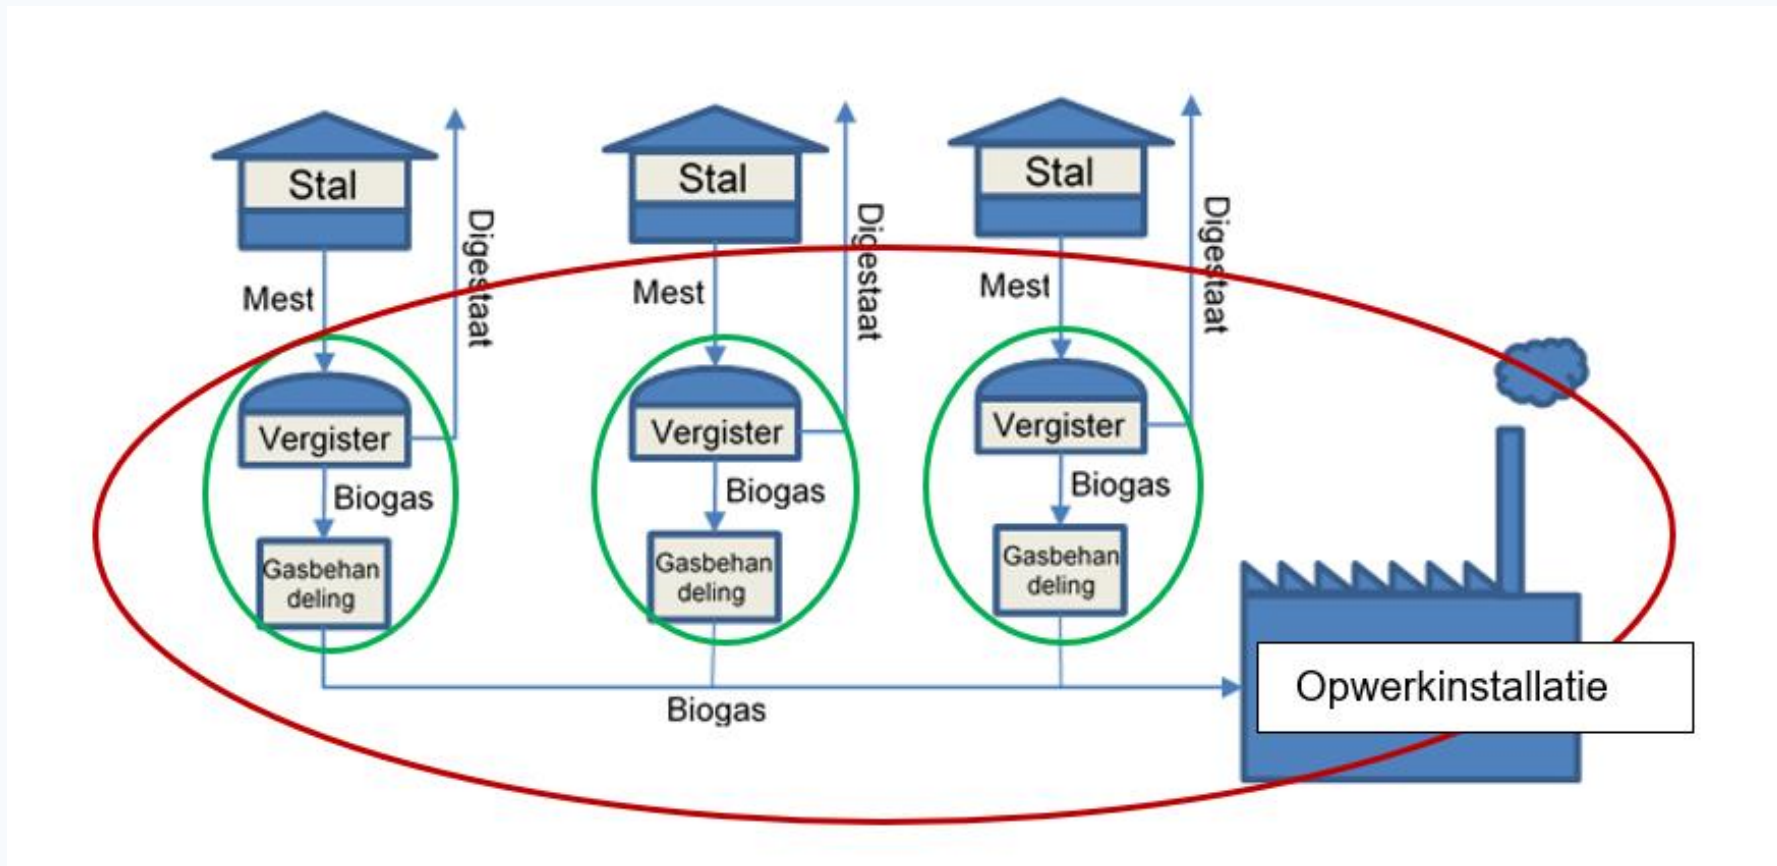 Stal
Stal
Stal
Digestaat
Digestaat
Digestaat
Mest
Mest
Mest
Vergister
Vergister
Vergister
Biogas
Biogas
Biogas
Gasbehan
deling
Gasbehan
deling
Gasbehan
deling
Opwerkinstallatie
Biogas